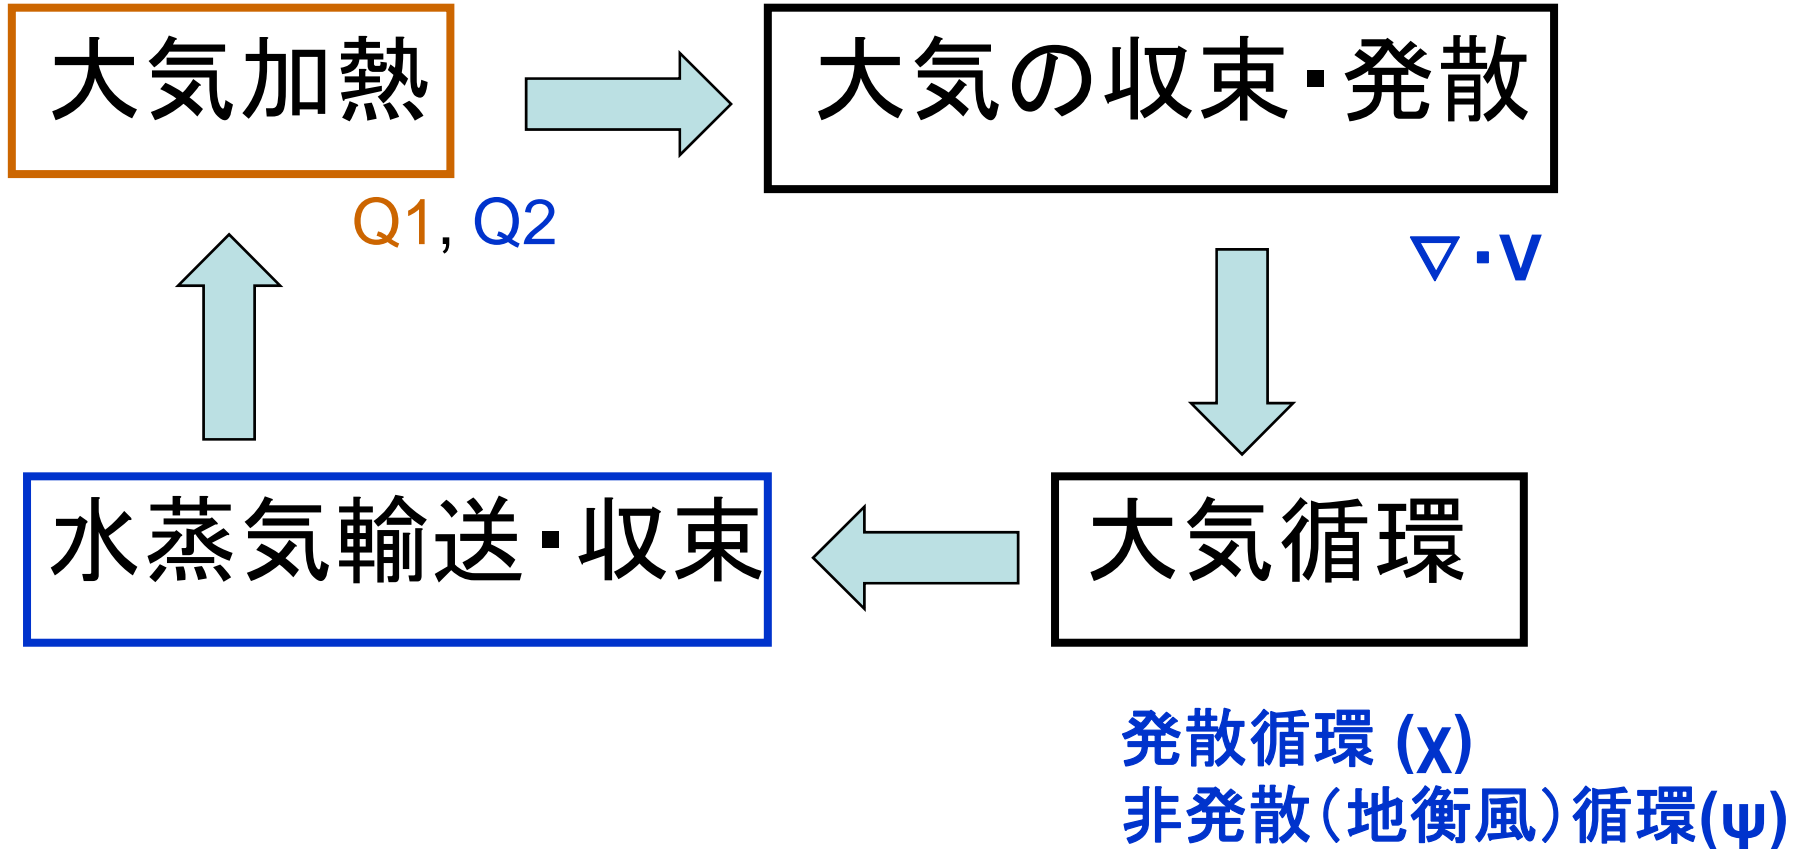 大気加熱
大気の収束・発散
Q1, Q2
▽・V
水蒸気輸送・収束
大気循環
発散循環 (χ)
非発散(地衡風)循環(ψ)